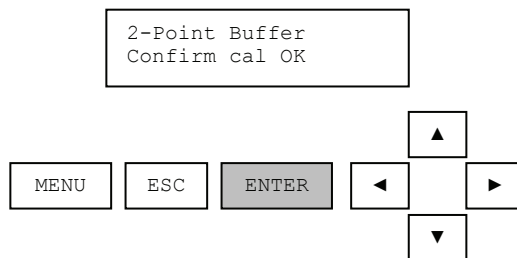 2-Point Buffer
Confirm cal OK
▲
MENU ESC ENTER ◄ ►
▼